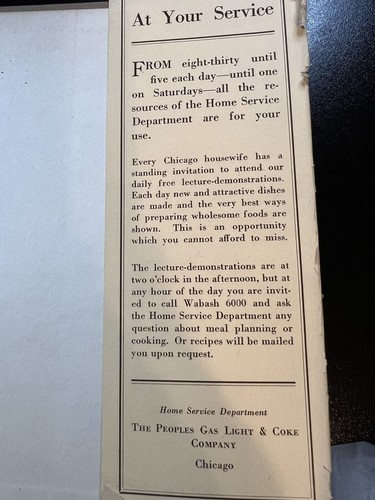 At Your Service
FROM eight-thirty until
five each day—until one
on Saturdays—all the re-
sources of the Home Service
Department are for your
use.
Every Chicago housewife has a
standing invitation to attend our
daily free lecture-demonstrations.
Each day new and attractive dishes
are made and the very best ways
of preparing wholesome foods are
shown. This is an opportunity
which you cannot afford to miss.
The lecture-demonstrations are at
two o'clock in the afternoon, but at
any hour of the day you are invit-
ed to call Wabash 6000 and ask
the Home Service Department any
question about meal planning or
cooking. Or recipes will be mailed
you upon request.
Home Service Department
THE PEOPLES GAS LIGHT & COKE
COMPANY
Chicago